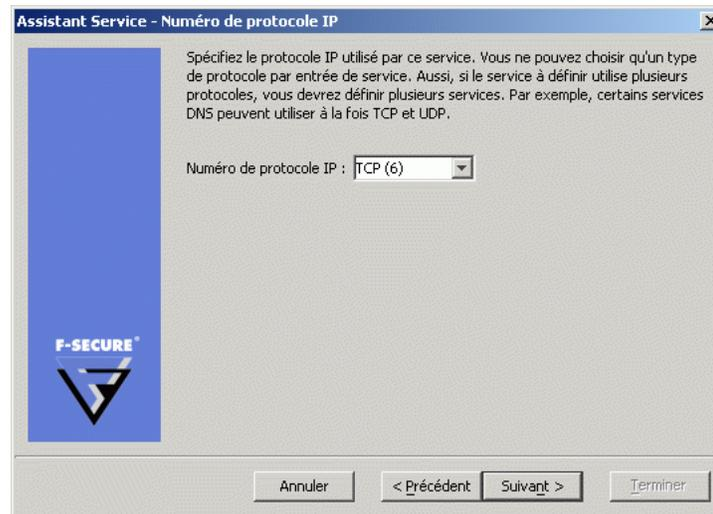 Assistant Service - Numéro de protocole IP
Spécifiez le protocole IP utilisé par ce service. Vous ne pouvez choisir qu'un type
de protocole par entrée de service. Aussi, si le service à définir utilise plusieurs
protocoles, vous devrez définir plusieurs services. Par exemple, certains services
DNS peuvent utiliser à la fois TCP et UDP.
Numéro de protocole IP : TCP (6)
F-SECURE®
Annuler < Précédent Suivant > Terminer